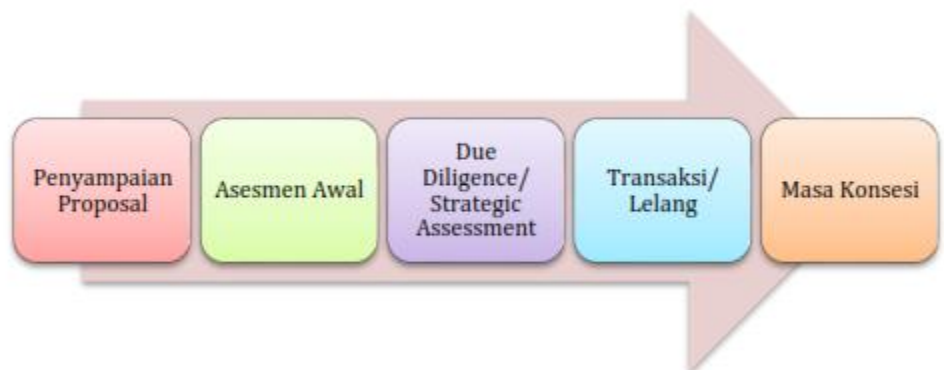 Penyampaian
Proposal
Asesmen Awal
Due
Diligence/
Strategic
Assessment
Transaksi/
Lelang
Masa Konsesi